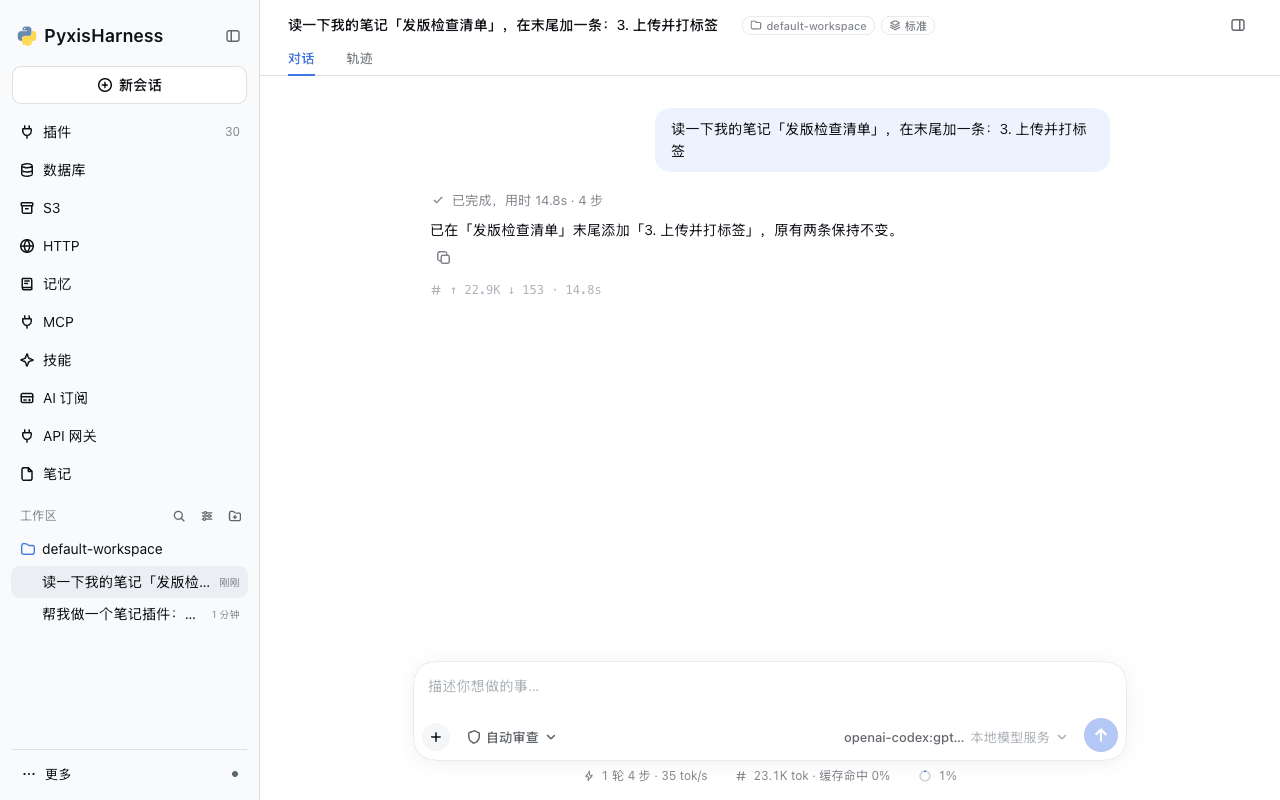 PyxisHarness
新会话
插件 30
数据库
S3
HTTP
记忆
MCP
技能
AI 订阅
API 网关
笔记
工作区
default-workspace
读一下我的笔记「发版检... 刚刚
帮我做一个笔记插件：... 1 分钟
更多
读一下我的笔记「发版检查清单」，在末尾加一条：3. 上传并打标签 default-workspace 标准
对话 轨迹
读一下我的笔记「发版检查清单」，在末尾加一条：3. 上传并打标
签
已完成，用时 14.8s · 4 步
已在「发版检查清单」末尾添加「3. 上传并打标签」，原有两条保持不变。
# ↑ 22.9K ↓ 153 · 14.8s
描述你想做的事...
自动审查 openai-codex:gpt... 本地模型服务
1 轮 4 步 · 35 tok/s # 23.1K tok · 缓存命中 0% 1%